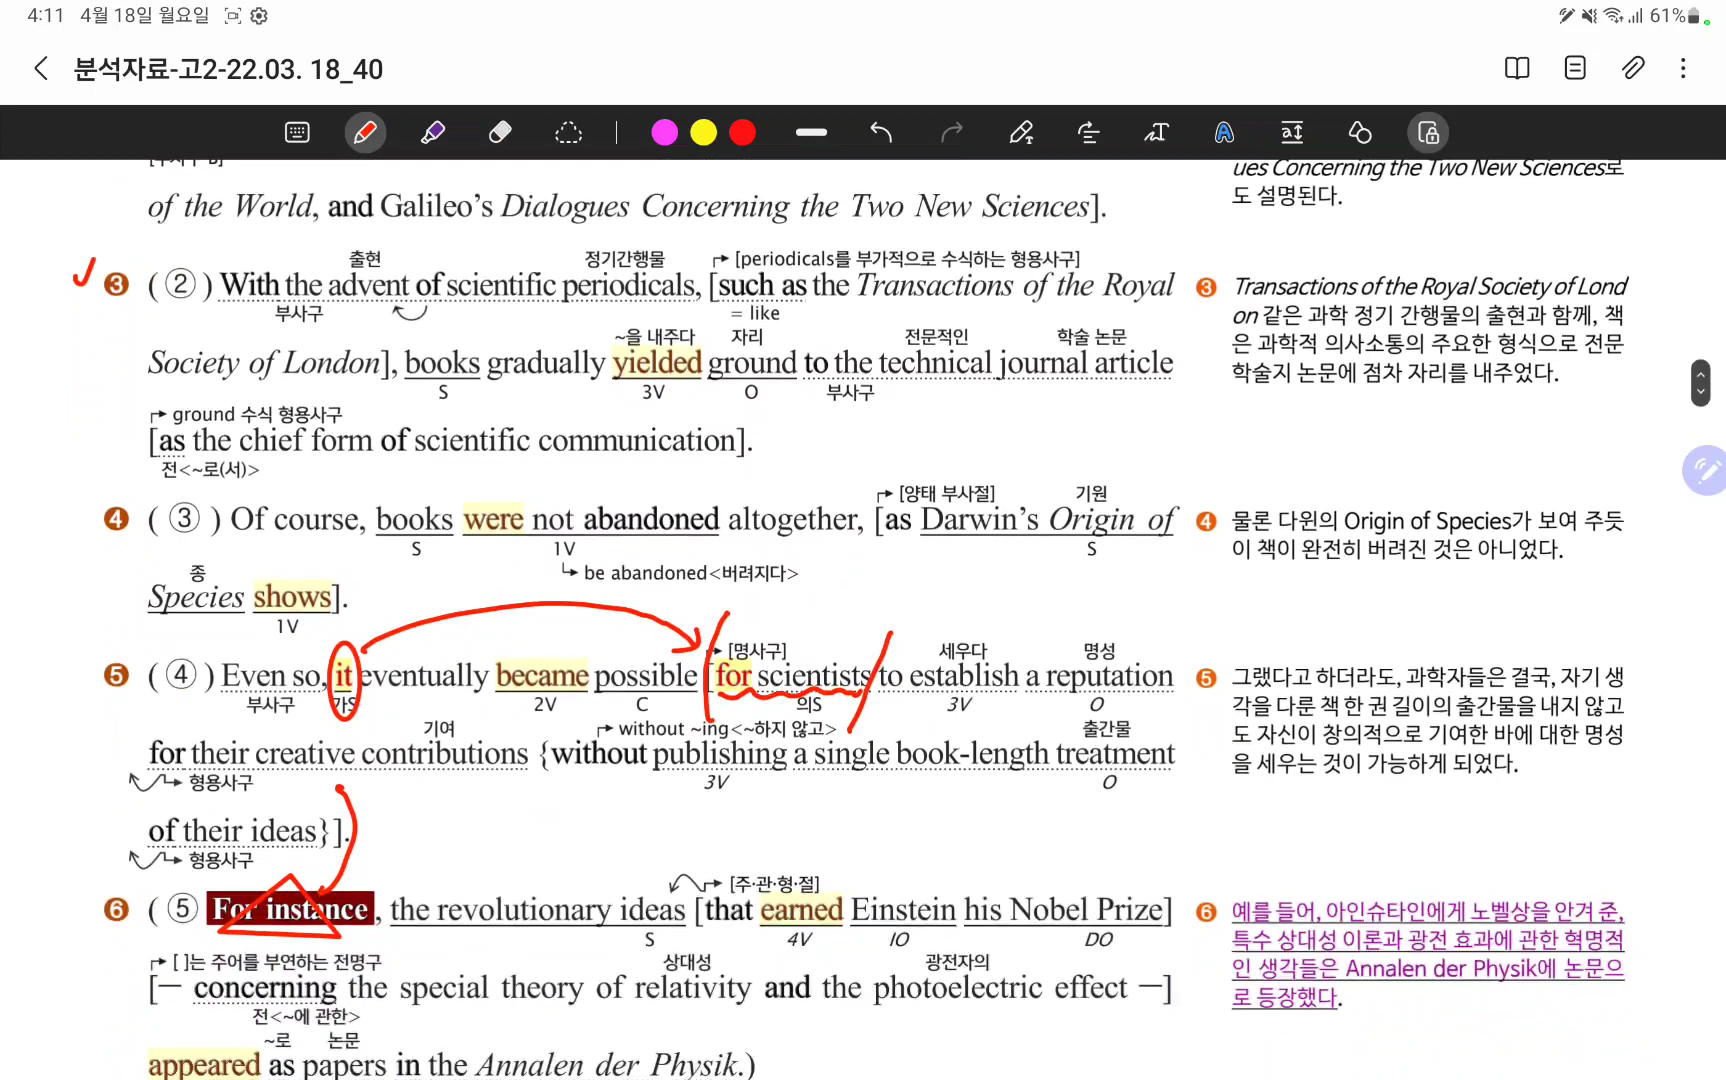 4:11 4월 18일 월요일 61%
분석자료-고2-22.03. 18_40
of the World, and Galileo’s Dialogues Concerning the Two New Sciences].
출현 정기간행물 [periodicals를 부가적으로 수식하는 형용사구]
❸ ( ② ) With the advent of scientific periodicals, [such as the Transactions of the Royal
부사구 = like
~을 내주다 자리 전문적인 학술 논문
Society of London], books gradually yielded ground to the technical journal article
S 3V O 부사구
ground 수식 형용사구
[as the chief form of scientific communication].
전<~로(서)>
[양태 부사절] 기원
❹ ( ③ ) Of course, books were not abandoned altogether, [as Darwin’s Origin of
S 1V S
종 be abandoned<버려지다>
Species shows].
1V
[명사구] 세우다 명성
❺ ( ④ ) Even so, it eventually became possible [for scientists to establish a reputation
부사구 가S 2V C 의S 3V O
기여 without ~ing<~하지 않고> 출간물
for their creative contributions {without publishing a single book-length treatment
형용사구 3V O
of their ideas}].
형용사구
[주·관·형·절]
❻ ( ⑤ For instance, the revolutionary ideas [that earned Einstein his Nobel Prize]
S 4V IO DO
[ ]는 주어를 부연하는 전명구 상대성 광전자의
[— concerning the special theory of relativity and the photoelectric effect —]
전<~에 관한>
~로 논문
appeared as papers in the Annalen der Physik.)
ues Concerning the Two New Sciences로
도 설명된다.
❸ Transactions of the Royal Society of Lond
on 같은 과학 정기 간행물의 출현과 함께, 책
은 과학적 의사소통의 주요한 형식으로 전문
학술지 논문에 점차 자리를 내주었다.
❹ 물론 다윈의 Origin of Species가 보여 주듯
이 책이 완전히 버려진 것은 아니었다.
❺ 그랬다고 하더라도, 과학자들은 결국, 자기 생
각을 다룬 책 한 권 길이의 출간물을 내지 않고
도 자신이 창의적으로 기여한 바에 대한 명성
을 세우는 것이 가능하게 되었다.
❻ 예를 들어, 아인슈타인에게 노벨상을 안겨 준,
특수 상대성 이론과 광전 효과에 관한 혁명적
인 생각들은 Annalen der Physik에 논문으
로 등장했다.